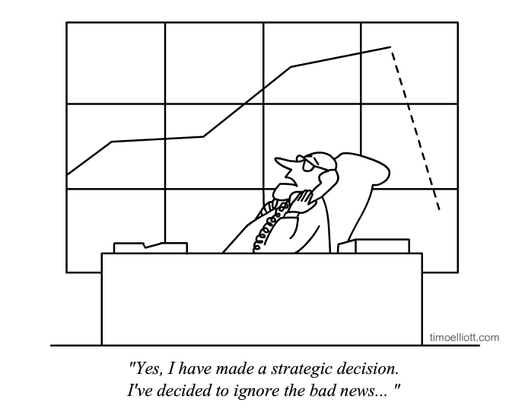 timoelliott.com
"Yes, I have made a strategic decision.
I've decided to ignore the bad news... "